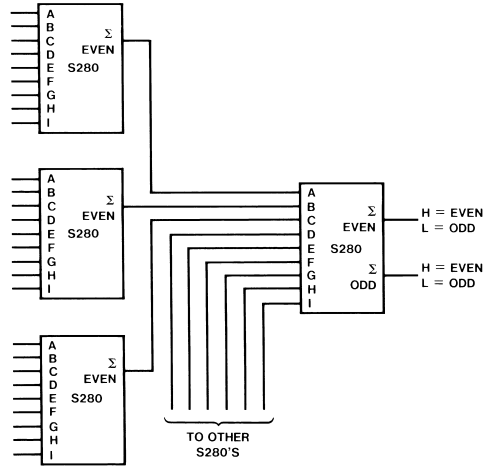 A
B
C
D
E
F
G
H
I
Σ
EVEN
S280
A
B
C
D
E
F
G
H
I
Σ
EVEN
S280
A
B
C
D
E
F
G
H
I
Σ
EVEN
S280
A
B
C
D
E
F
G
H
I
Σ
EVEN
S280
Σ
ODD
H = EVEN
L = ODD
H = EVEN
L = ODD
TO OTHER
S280'S